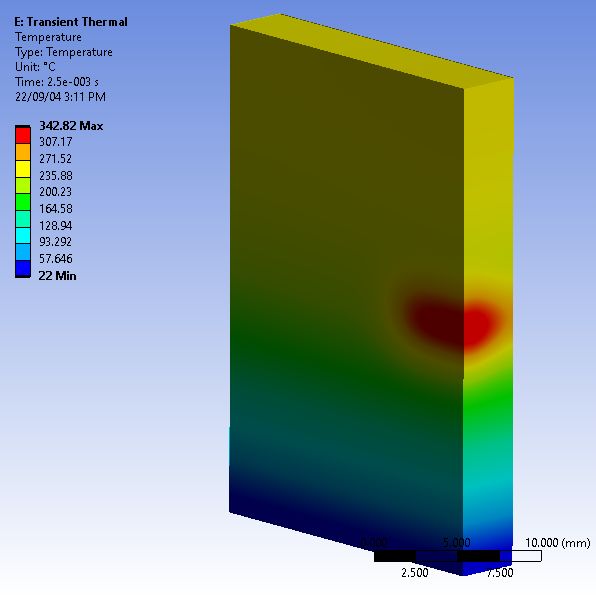 E: Transient Thermal
Temperature
Type: Temperature
Unit: °C
Time: 2.5e-003 s
22/09/04 3:11 PM
342.82 Max
307.17
271.52
235.88
200.23
164.58
128.94
93.292
57.646
22 Min
0.000 5.000 10.000 (mm)
2.500 7.500